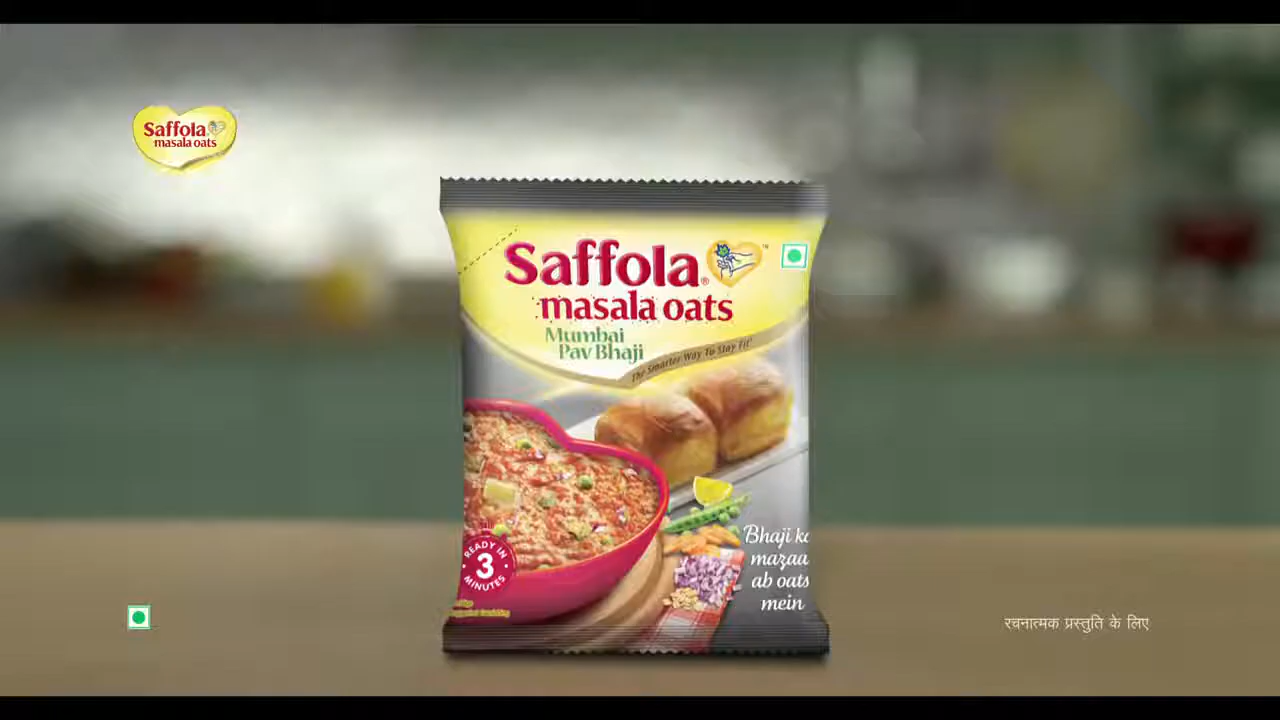 Saffola
masala oats
Saffola
masala oats
Mumbai
Pav Bhaji
The Smarter Way To Stay Fit
Bhaji ka
mazaa
ab oats
mein
READY IN
3
MINUTES
रचनात्मक प्रस्तुति के लिए